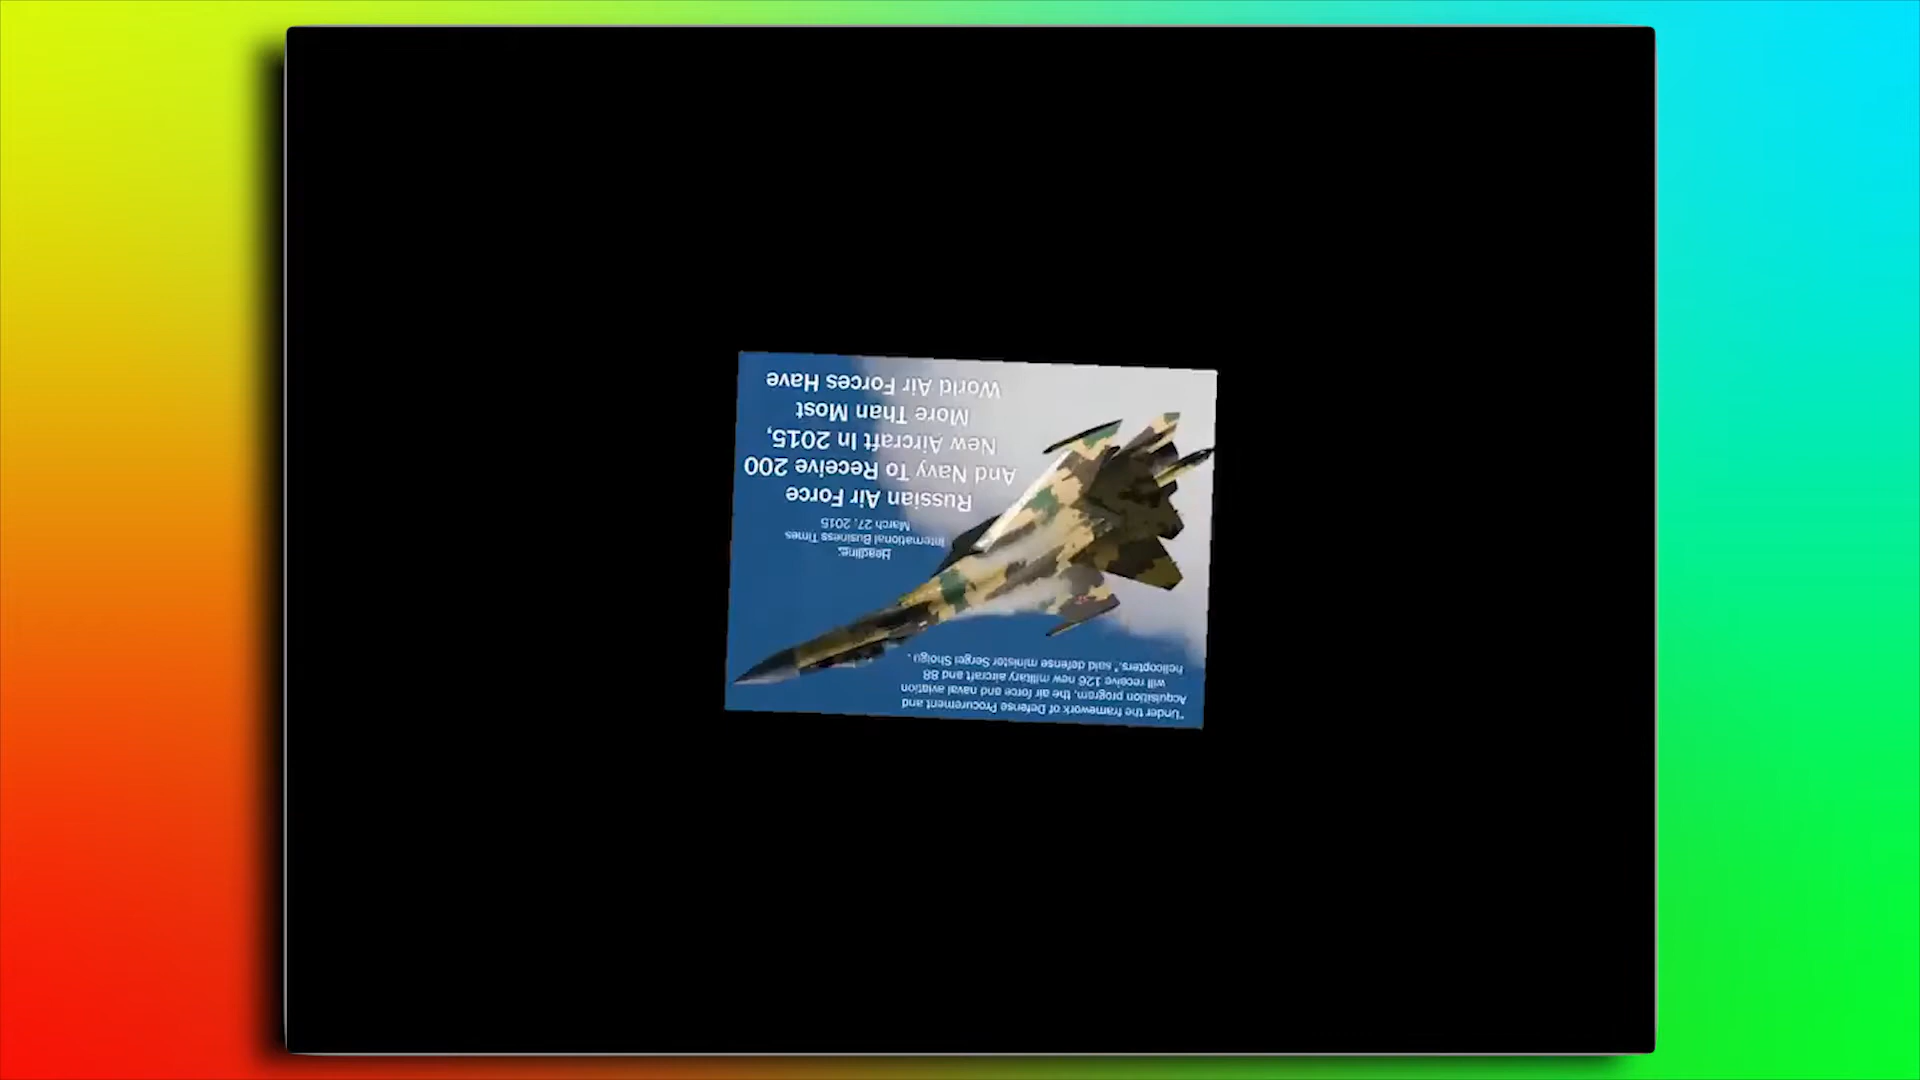 "Under the framework of Defense Procurement and
Acquisition program, the air force and naval aviation
will receive 126 new military aircraft and 88
helicopters," said defense minister Sergei Shoigu.
Headline:
International Business Times
March 27, 2015
Russian Air Force
And Navy To Receive 200
New Aircraft In 2015,
More Than Most
World Air Forces Have